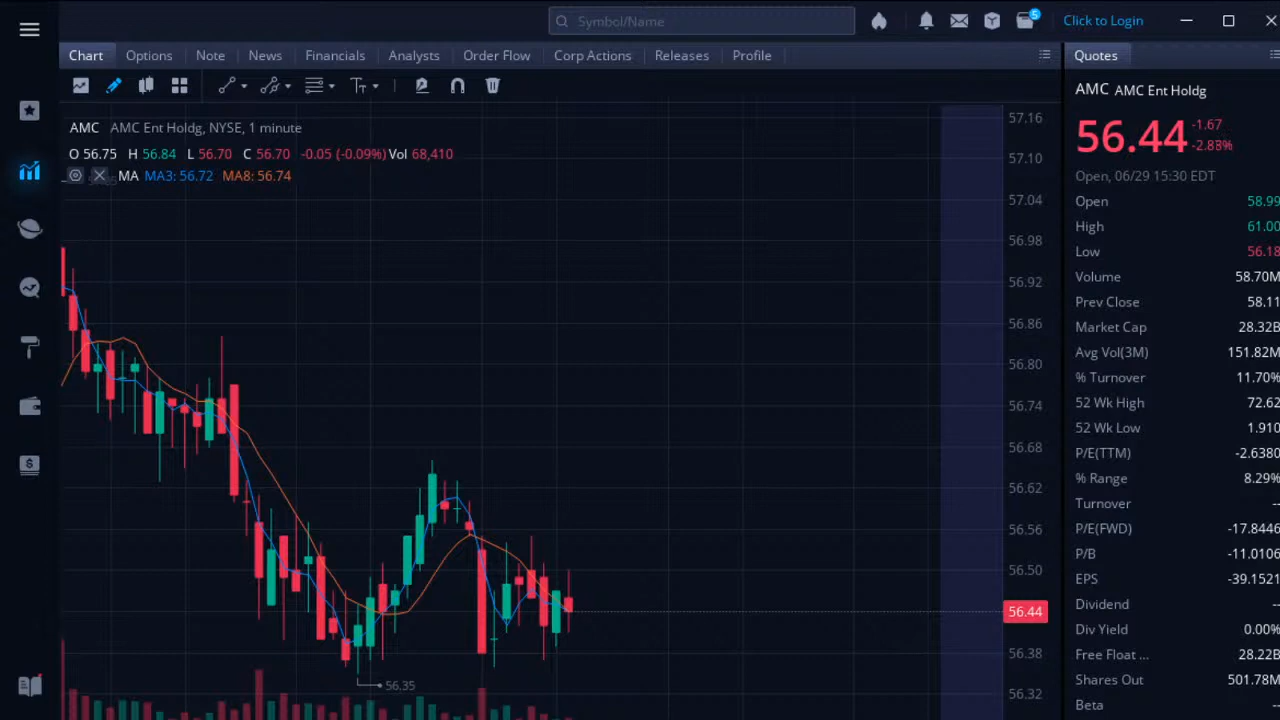 Symbol/Name
5
Click to Login
Chart Options Note News Financials Analysts Order Flow Corp Actions Releases Profile
Quotes
AMC AMC Ent Holdg, NYSE, 1 minute
O 56.75 H 56.84 L 56.70 C 56.70 -0.05 (-0.09%) Vol 68,410
MA MA3: 56.72 MA8: 56.74
57.16
57.10
57.04
56.98
56.92
56.86
56.80
56.74
56.68
56.62
56.56
56.50
56.44
56.38
56.32
56.35
AMC AMC Ent Holdg
56.44
-1.67
Open, 06/29 15:30 EDT
Open 58.99
High 61.00
Low 56.18
Volume 58.70M
Prev Close 58.11
Market Cap 28.32B
Avg Vol(3M) 151.82M
% Turnover 11.70%
52 Wk High 72.62
52 Wk Low 1.910
P/E(TTM) -2.6380
% Range 8.29%
Turnover --
P/E(FWD) -17.8446
P/B -11.0106
EPS -39.1521
Dividend --
Div Yield 0.00%
Free Float ... 28.22B
Shares Out 501.78M
Beta --